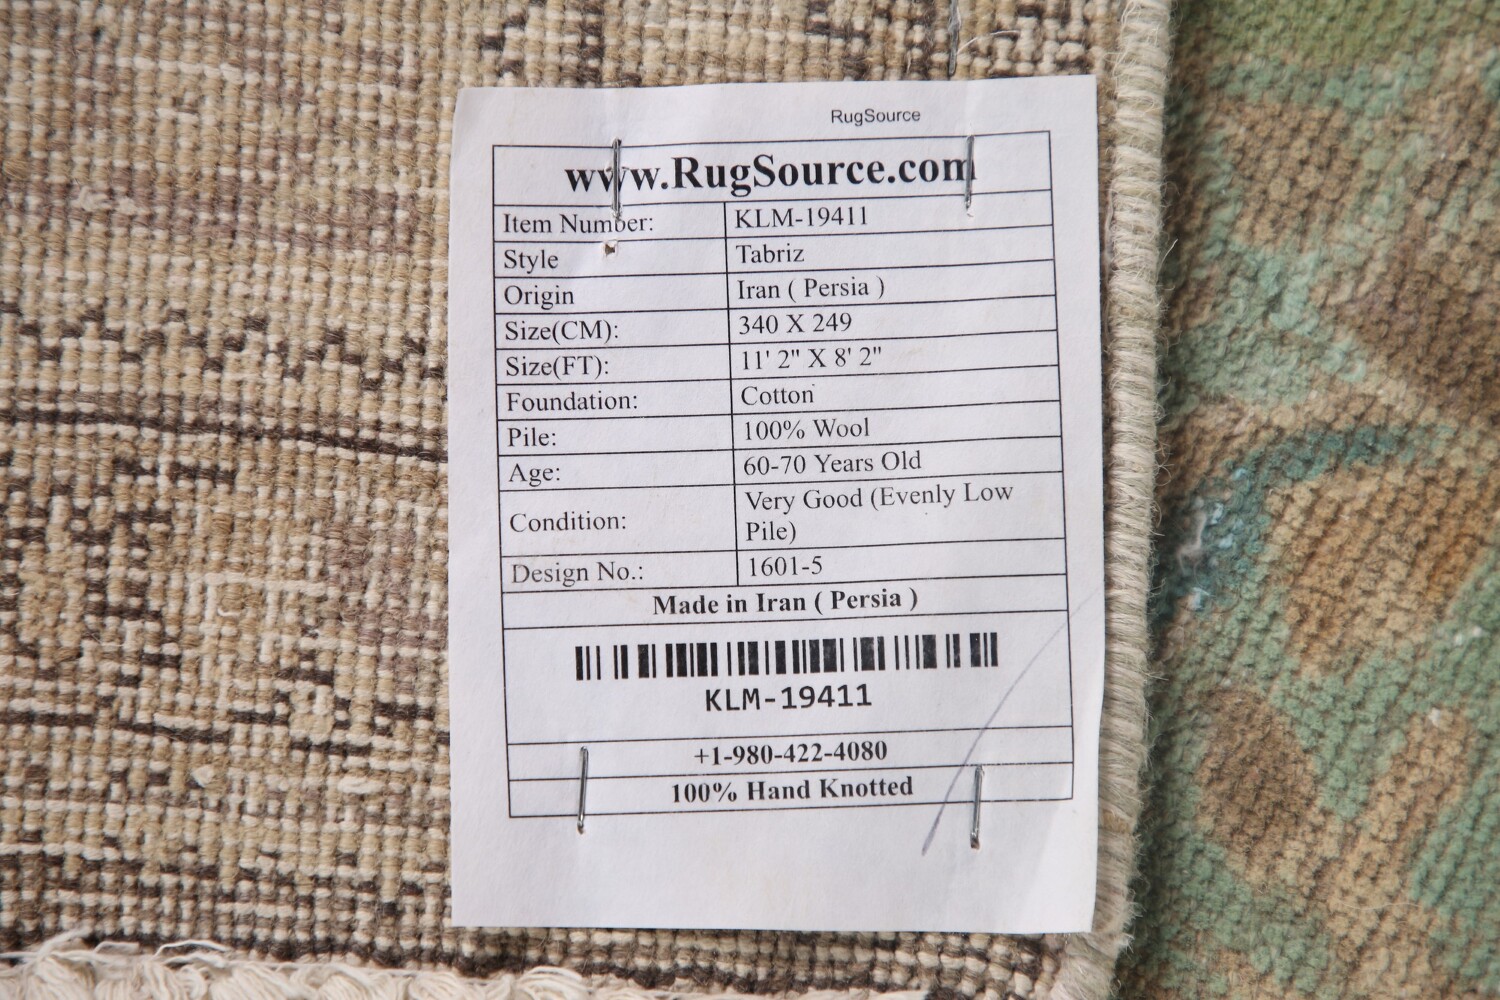 RugSource
www.RugSource.com
Item Number: KLM-19411
Style Tabriz
Origin Iran ( Persia )
Size(CM): 340 X 249
Size(FT): 11' 2" X 8' 2"
Foundation: Cotton
Pile: 100% Wool
Age: 60-70 Years Old
Condition: Very Good (Evenly Low
Pile)
Design No.: 1601-5
Made in Iran ( Persia )
KLM-19411
+1-980-422-4080
100% Hand Knotted